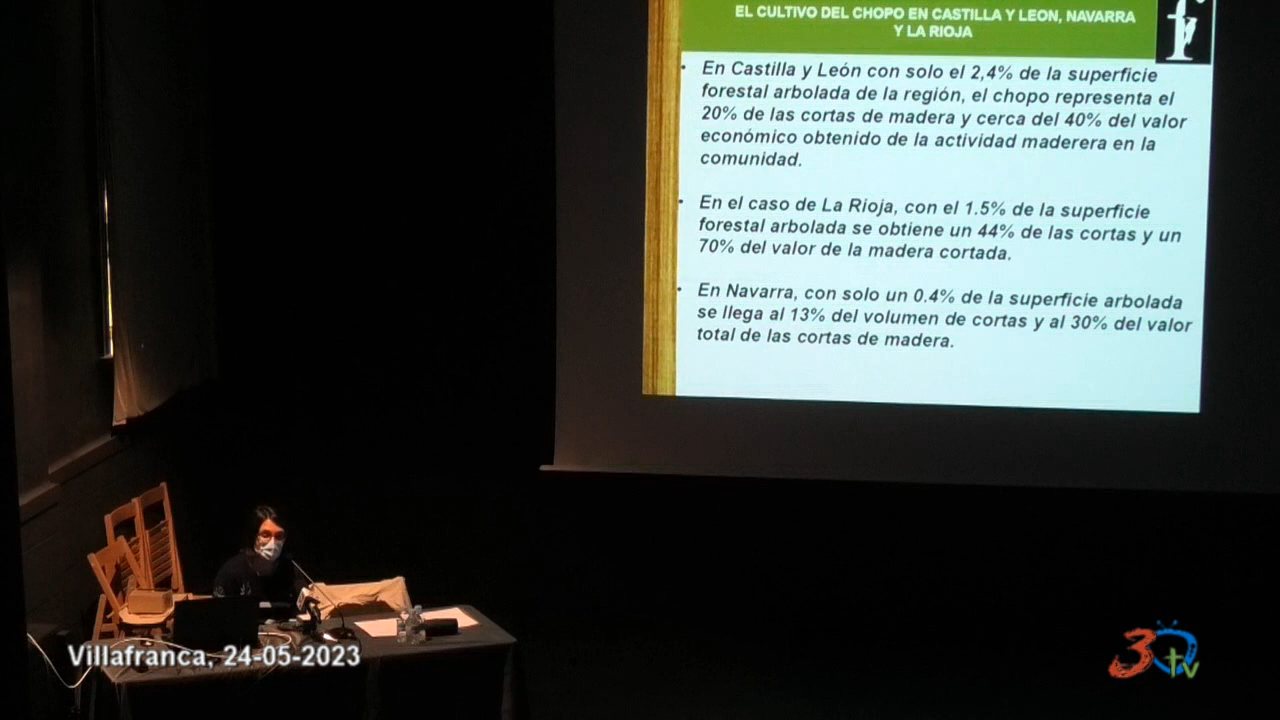 EL CULTIVO DEL CHOPO EN CASTILLA Y LEON, NAVARRA
Y LA RIOJA
f
• En Castilla y León con solo el 2,4% de la superficie
forestal arbolada de la región, el chopo representa el
20% de las cortas de madera y cerca del 40% del valor
económico obtenido de la actividad maderera en la
comunidad.
• En el caso de La Rioja, con el 1.5% de la superficie
forestal arbolada se obtiene un 44% de las cortas y un
70% del valor de la madera cortada.
• En Navarra, con solo un 0.4% de la superficie arbolada
se llega al 13% del volumen de cortas y al 30% del valor
total de las cortas de madera.
Villafranca, 24-05-2023
3 tv